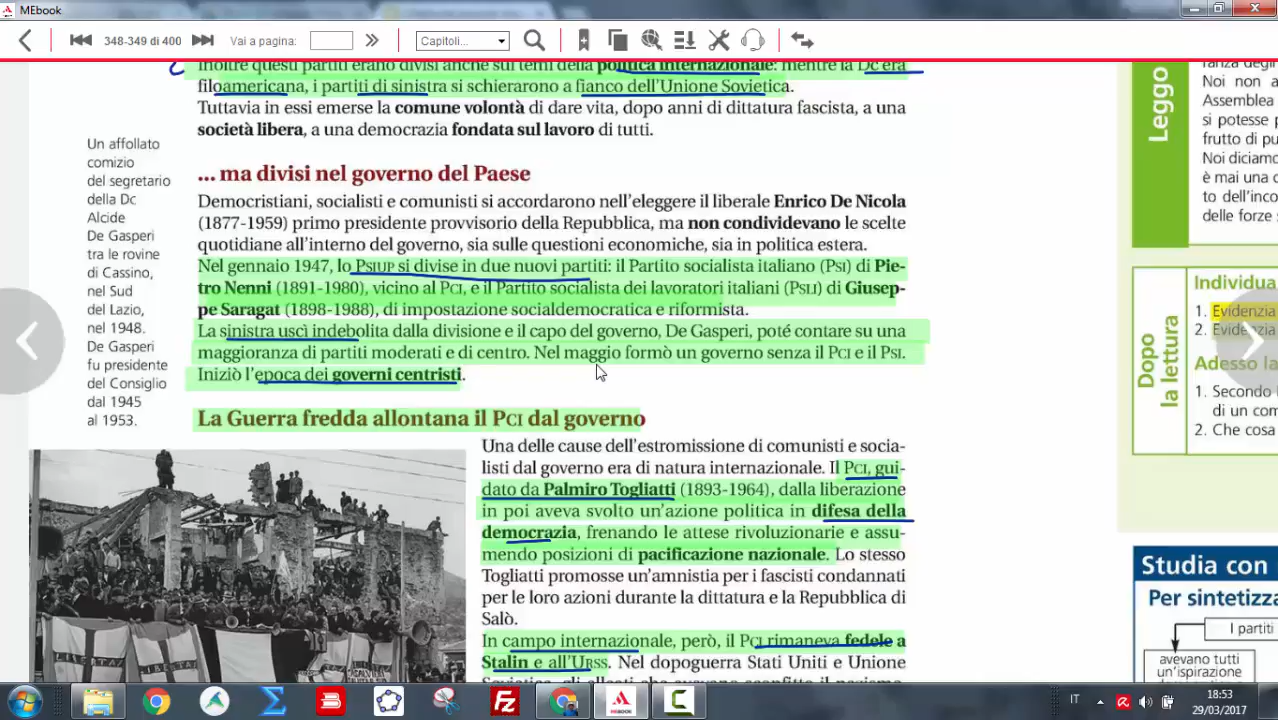 MEbook
348-349 di 400
Vai a pagina:
Capitoli...
Inoltre questi partiti erano divisi anche sui temi della politica internazionale: mentre la Dc era
filoamericana, i partiti di sinistra si schierarono a fianco dell'Unione Sovietica.
Tuttavia in essi emerse la comune volontà di dare vita, dopo anni di dittatura fascista, a una
società libera, a una democrazia fondata sul lavoro di tutti.
Un affollato
comizio
del segretario
della Dc
Alcide
De Gasperi
tra le rovine
di Cassino,
nel Sud
del Lazio,
nel 1948.
De Gasperi
fu presidente
del Consiglio
dal 1945
al 1953.
... ma divisi nel governo del Paese
Democristiani, socialisti e comunisti si accordarono nell'eleggere il liberale Enrico De Nicola
(1877-1959) primo presidente provvisorio della Repubblica, ma non condividevano le scelte
quotidiane all'interno del governo, sia sulle questioni economiche, sia in politica estera.
Nel gennaio 1947, lo PSIUP si divise in due nuovi partiti: il Partito socialista italiano (PSI) di Pie-
tro Nenni (1891-1980), vicino al PCI, e il Partito socialista dei lavoratori italiani (PSLI) di Giusep-
pe Saragat (1898-1988), di impostazione socialdemocratica e riformista.
La sinistra uscì indebolita dalla divisione e il capo del governo, De Gasperi, poté contare su una
maggioranza di partiti moderati e di centro. Nel maggio formò un governo senza il PCI e il PSI.
Iniziò l'epoca dei governi centristi.
La Guerra fredda allontana il PCI dal governo
Una delle cause dell'estromissione di comunisti e socia-
listi dal governo era di natura internazionale. Il PCI, gui-
dato da Palmiro Togliatti (1893-1964), dalla liberazione
in poi aveva svolto un'azione politica in difesa della
democrazia, frenando le attese rivoluzionarie e assu-
mendo posizioni di pacificazione nazionale. Lo stesso
Togliatti promosse un'amnistia per i fascisti condannati
per le loro azioni durante la dittatura e la Repubblica di
Salò.
In campo internazionale, però, il PCI rimaneva fedele a
Stalin e all'URSS. Nel dopoguerra Stati Uniti e Unione
LIBERTAS
LIBERTAS
Leggo
Noi non a
Assemblea
si potesse p
frutto di pu
Noi diciamo
è mai una c
to dell'inco
delle forze s
Dopo
la lettura
Individua
1. Evidenzia
2. Evidenzia
Adesso la
1. Secondo
di un com
2. Che cosa
Studia con
Per sintetizza
I partiti
avevano tutti
un'ispirazione
IT
18:53
29/03/2017